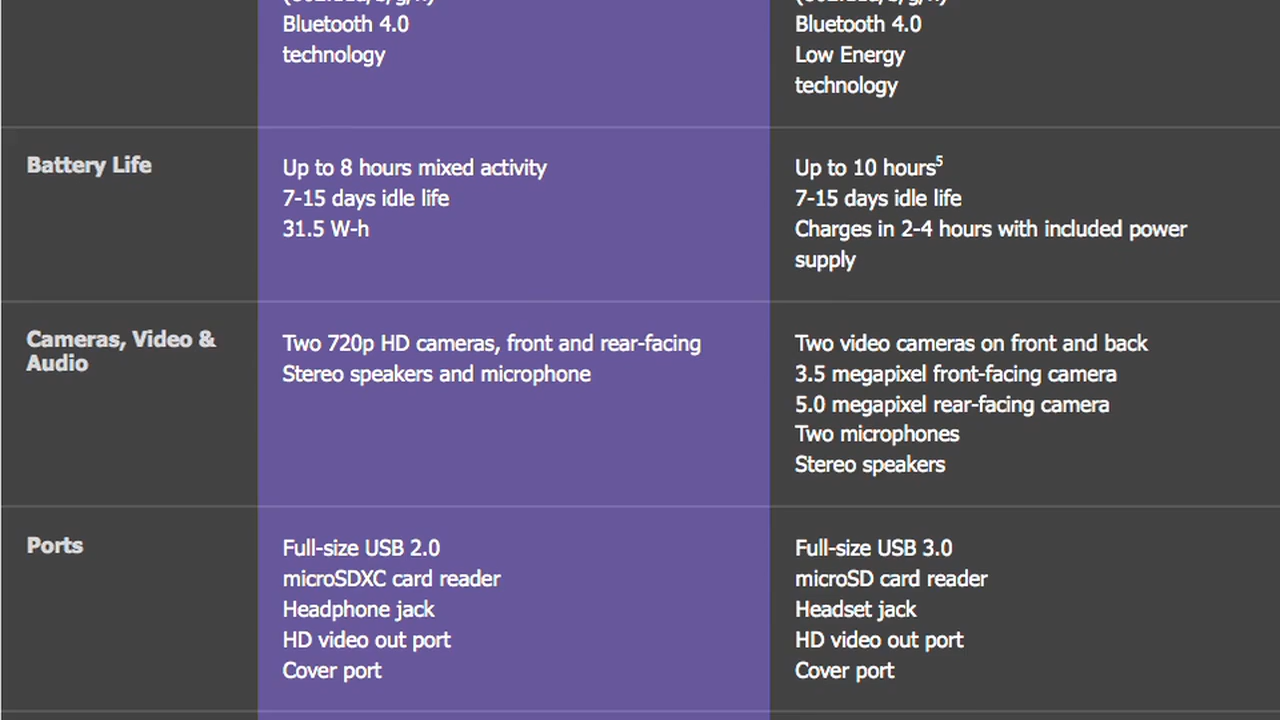 Bluetooth 4.0
technology
Bluetooth 4.0
Low Energy
technology
Battery Life
Up to 8 hours mixed activity
7-15 days idle life
31.5 W-h
Up to 10 hours⁵
7-15 days idle life
Charges in 2-4 hours with included power
supply
Cameras, Video &
Audio
Two 720p HD cameras, front and rear-facing
Stereo speakers and microphone
Two video cameras on front and back
3.5 megapixel front-facing camera
5.0 megapixel rear-facing camera
Two microphones
Stereo speakers
Ports
Full-size USB 2.0
microSDXC card reader
Headphone jack
HD video out port
Cover port
Full-size USB 3.0
microSD card reader
Headset jack
HD video out port
Cover port